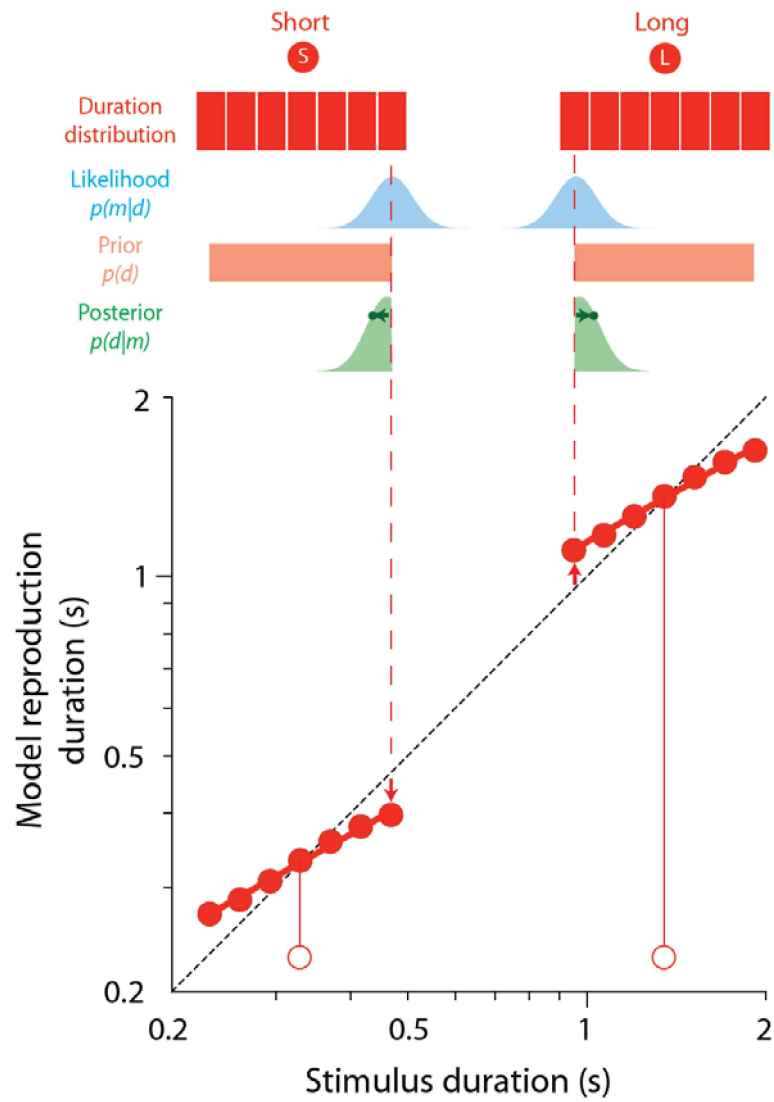 Short
Long
S
L
Duration
distribution
Likelihood
p(m|d)
Prior
p(d)
Posterior
p(d|m)
2
1
0.5
0.2
Model reproduction
duration (s)
0.2
0.5
1
2
Stimulus duration (s)